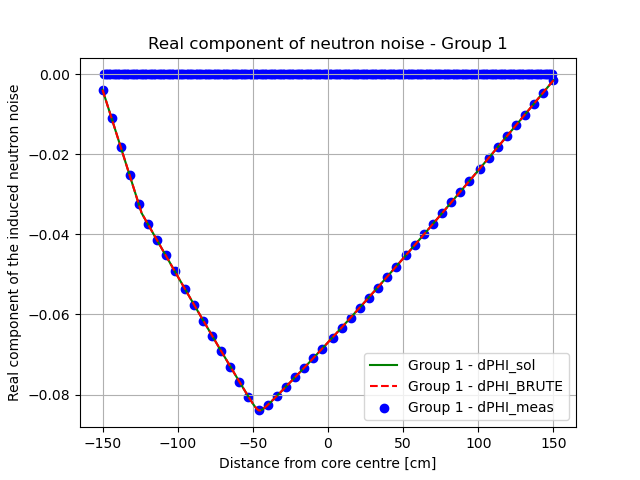 Real component of neutron noise - Group 1
Real component of the induced neutron noise
0.00
−0.02
−0.04
−0.06
−0.08
−150
−100
−50
0
50
100
150
Distance from core centre [cm]
Group 1 - dPHI_sol
Group 1 - dPHI_BRUTE
Group 1 - dPHI_meas